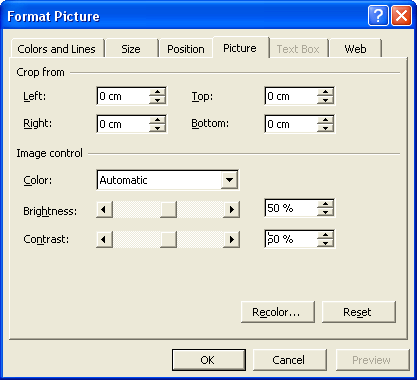 Format Picture
Colors and Lines Size Position Picture Text Box Web
Crop from
Left: 0 cm Top: 0 cm
Right: 0 cm Bottom: 0 cm
Image control
Color: Automatic
Brightness: 50 %
Contrast: 50 %
Recolor... Reset
OK Cancel Preview